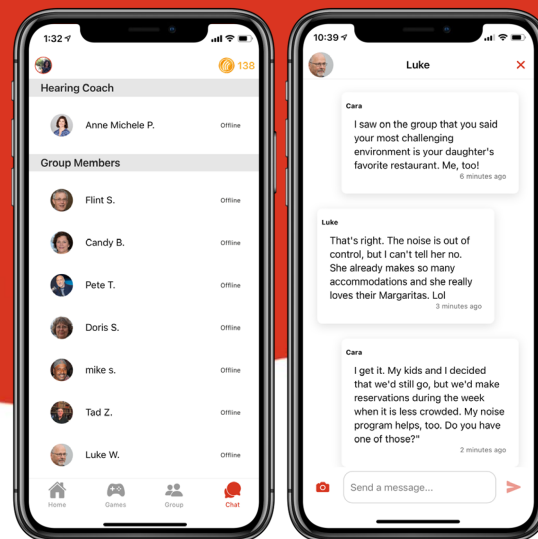 1:32
138
Hearing Coach
Anne Michele P.
Offline
Group Members
Flint S.
Offline
Candy B.
Offline
Pete T.
Offline
Doris S.
Offline
mike s.
Offline
Tad Z.
Offline
Luke W.
Offline
Home
Games
Group
Chat
10:39
Luke
Cara
I saw on the group that you said
your most challenging
environment is your daughter's
favorite restaurant. Me, too!
6 minutes ago
Luke
That's right. The noise is out of
control, but I can't tell her no.
She already makes so many
accommodations and she really
loves their Margaritas. Lol
3 minutes ago
Cara
I get it. My kids and I decided
that we'd still go, but we'd make
reservations during the week
when it is less crowded. My noise
program helps, too. Do you have
one of those?"
2 minutes ago
Send a message...